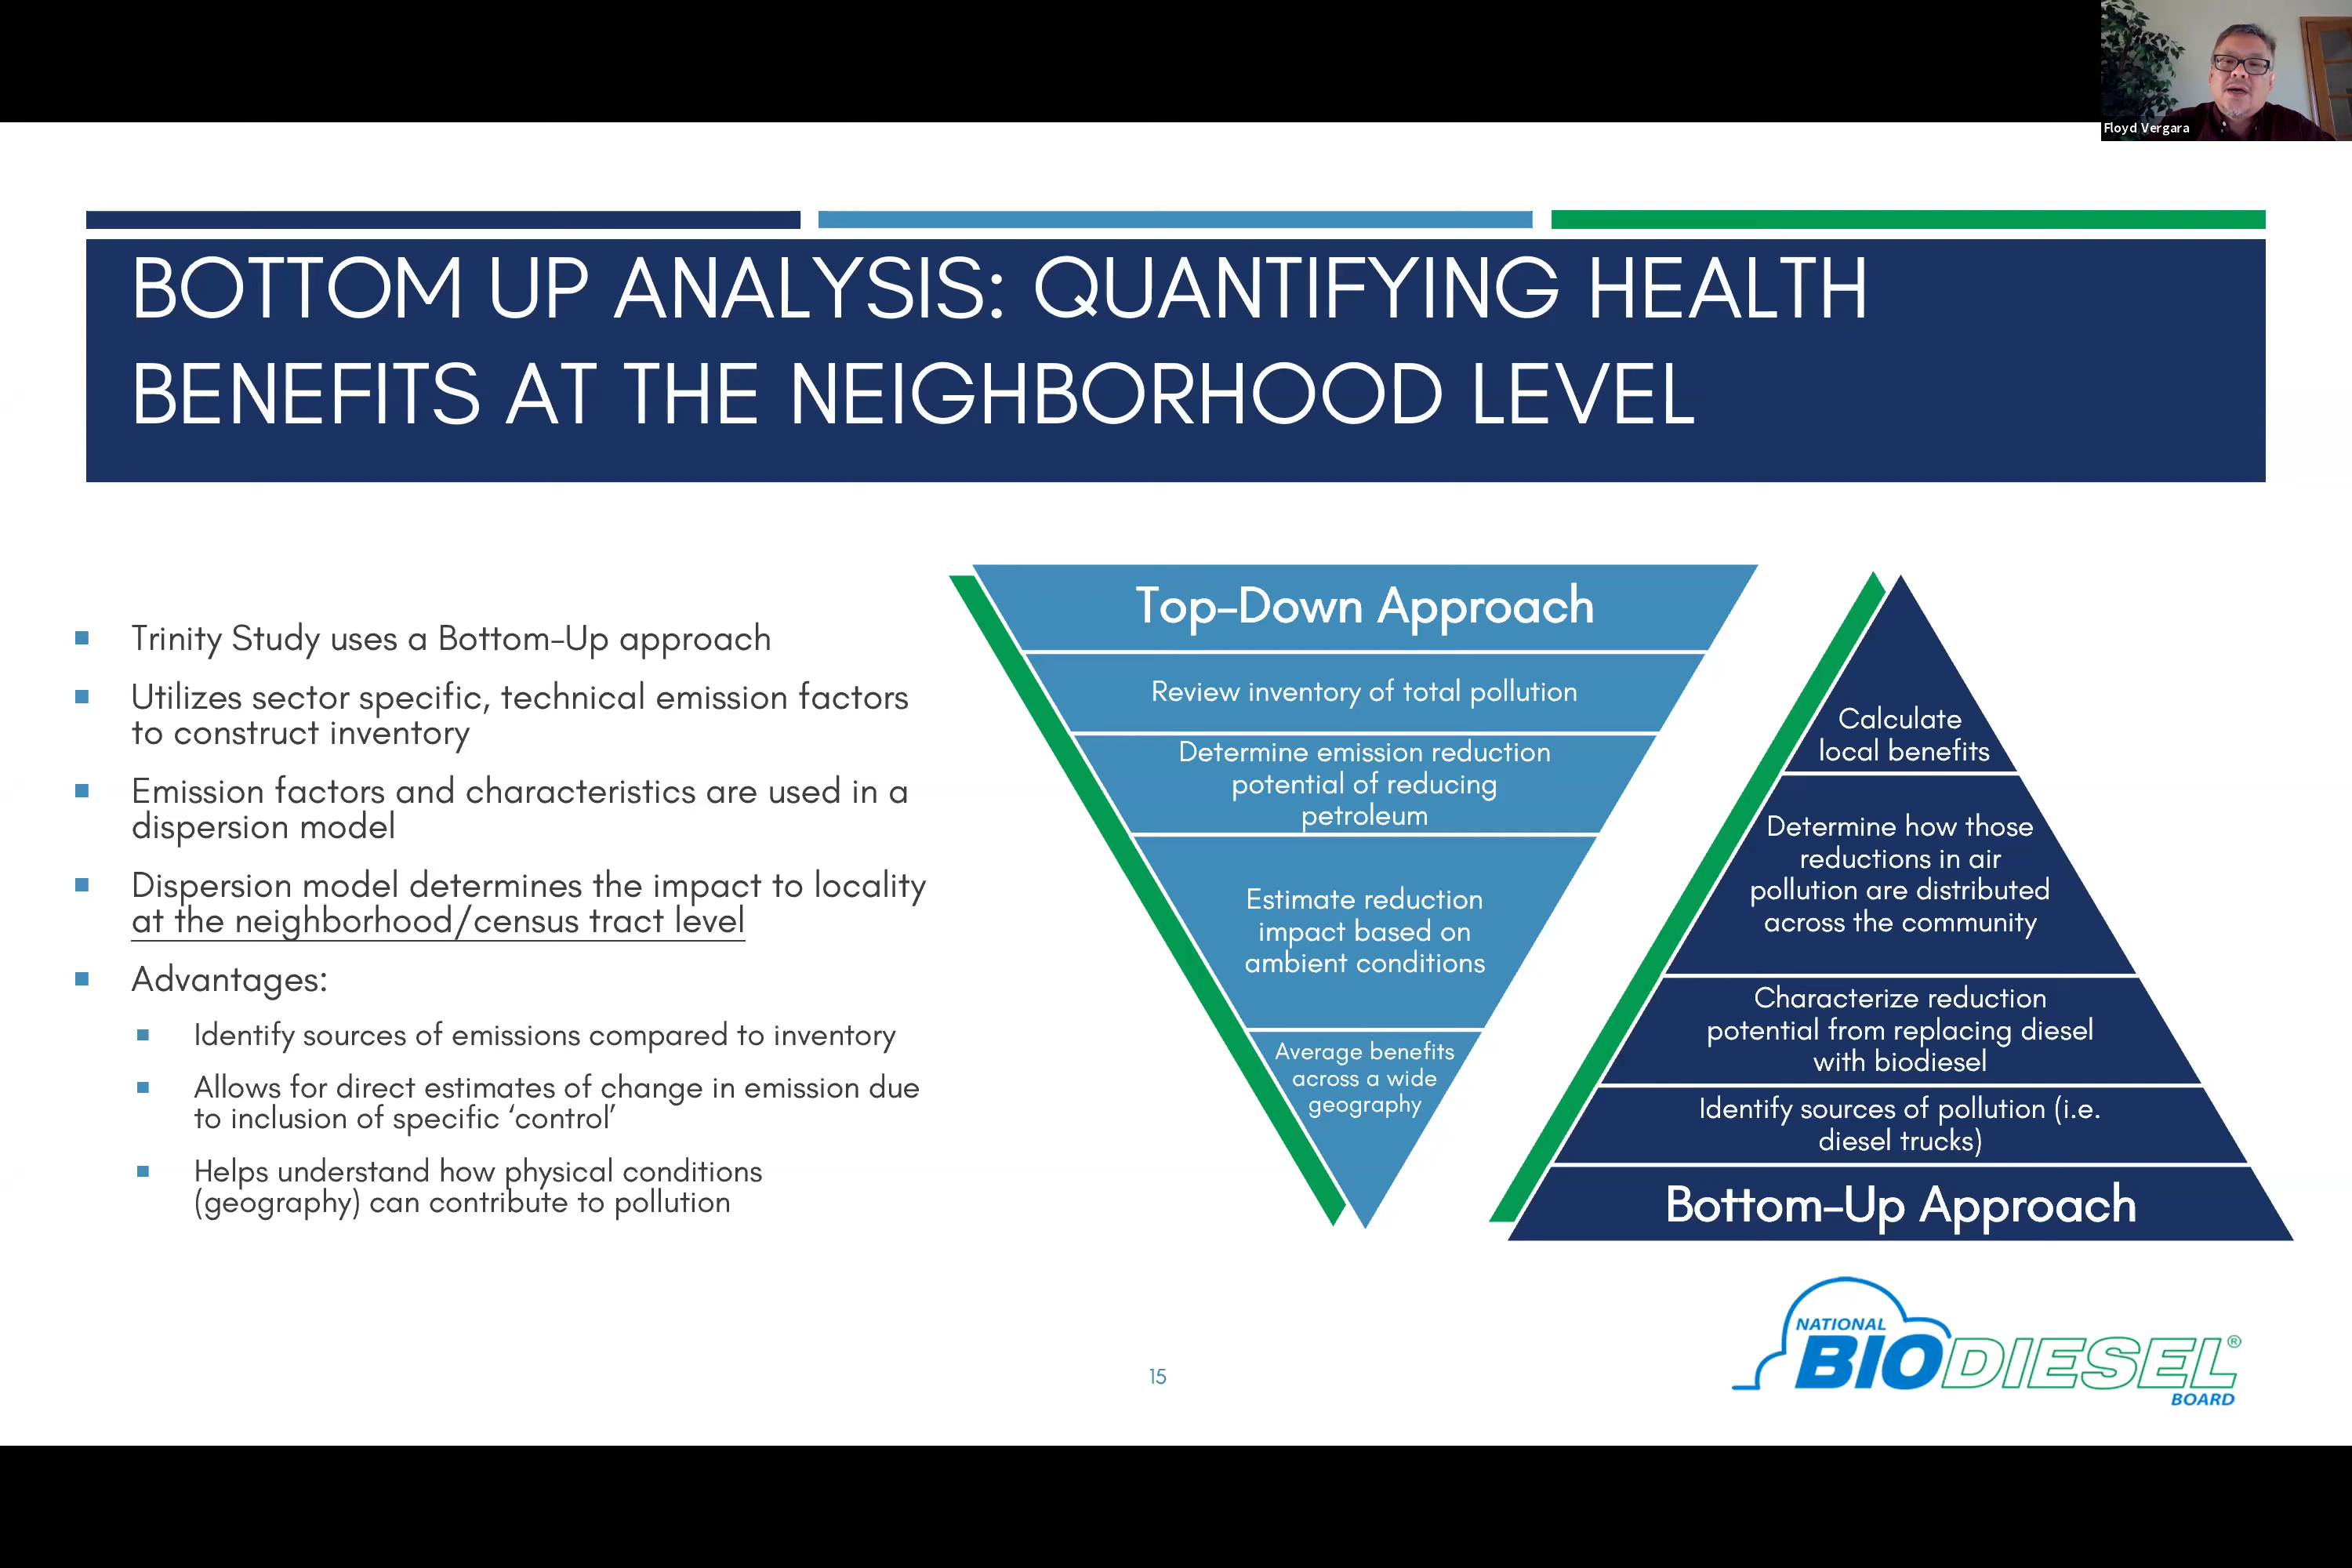 Floyd Vergara
BOTTOM UP ANALYSIS: QUANTIFYING HEALTH
BENEFITS AT THE NEIGHBORHOOD LEVEL
Trinity Study uses a Bottom-Up approach
Utilizes sector specific, technical emission factors
to construct inventory
Emission factors and characteristics are used in a
dispersion model
Dispersion model determines the impact to locality
at the neighborhood/census tract level
Advantages:
Identify sources of emissions compared to inventory
Allows for direct estimates of change in emission due
to inclusion of specific ‘control’
Helps understand how physical conditions
(geography) can contribute to pollution
Top-Down Approach
Review inventory of total pollution
Determine emission reduction
potential of reducing
petroleum
Estimate reduction
impact based on
ambient conditions
Average benefits
across a wide
geography
Calculate
local benefits
Determine how those
reductions in air
pollution are distributed
across the community
Characterize reduction
potential from replacing diesel
with biodiesel
Identify sources of pollution (i.e.
diesel trucks)
Bottom-Up Approach
NATIONAL
BIODIESEL®
BOARD
15